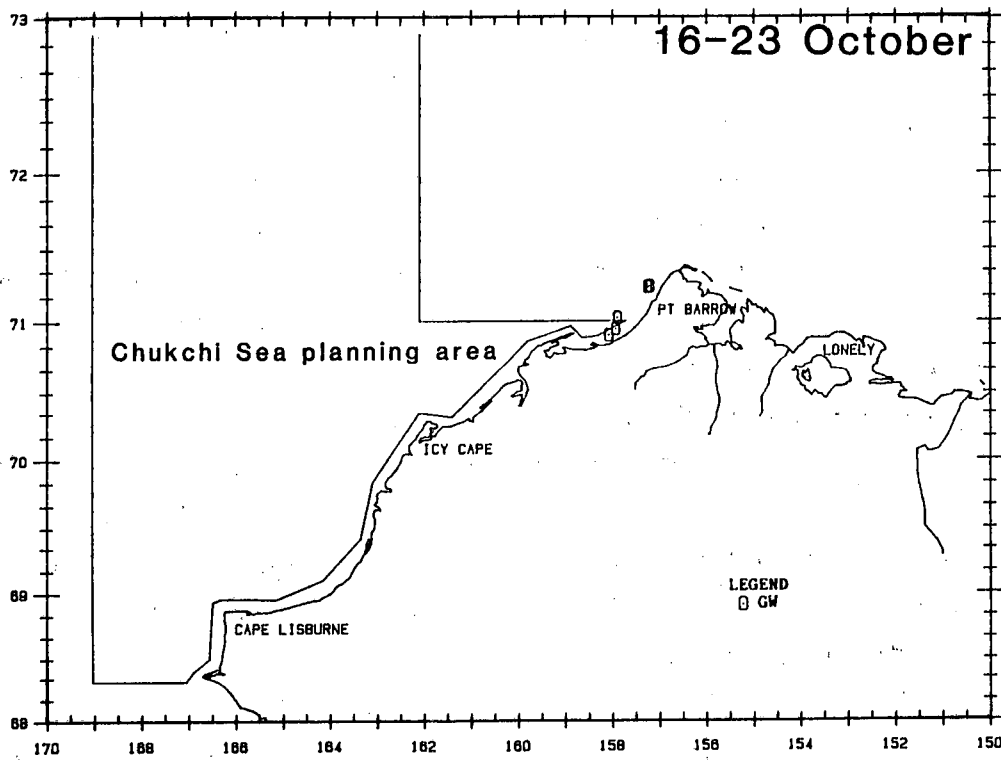 73
16-23 October
72
71
PT BARROW
Chukchi Sea planning area
LONELY
70
ICY CAPE
69
LEGEND
GW
CAPE LISBURNE
68
170 168 166 164 162 160 158 156 154 152 150